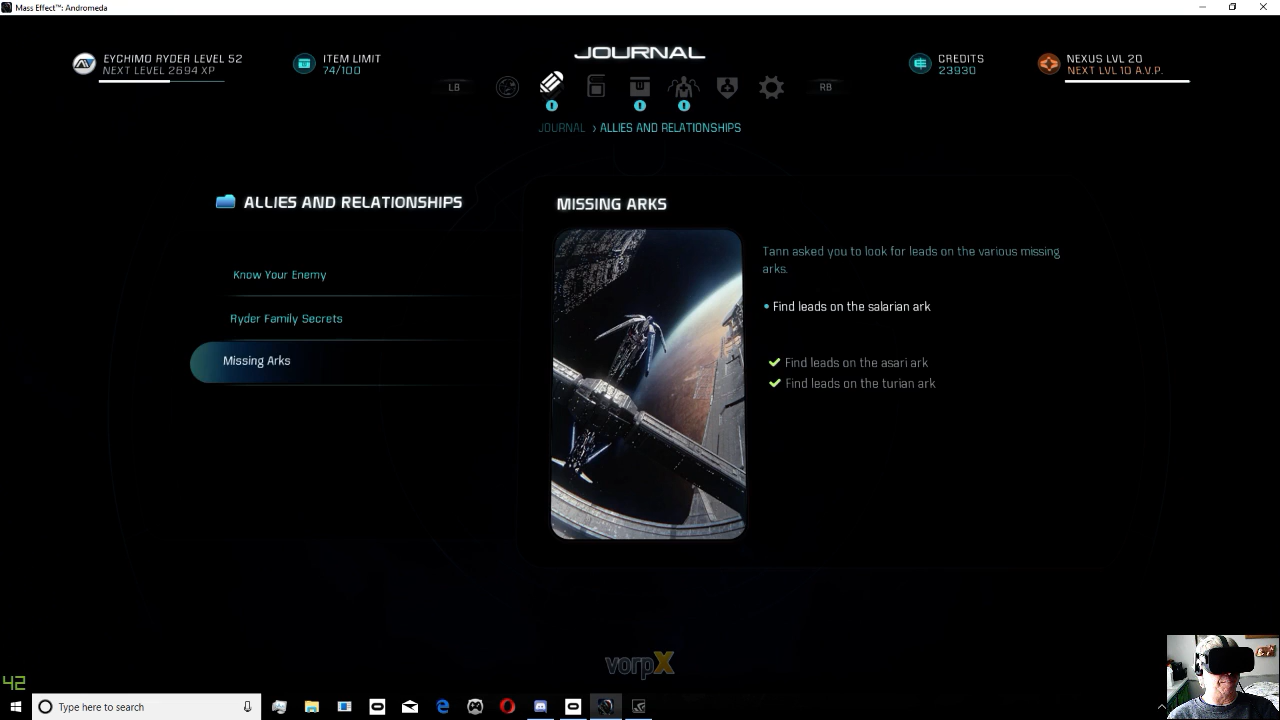 Mass Effect™: Andromeda
EYCHIMO RYDER LEVEL 52
NEXT LEVEL 2694 XP
ITEM LIMIT
74/100
JOURNAL
CREDITS
23930
NEXUS LVL 20
NEXT LVL 10 A.V.P.
LB
RB
JOURNAL › ALLIES AND RELATIONSHIPS
ALLIES AND RELATIONSHIPS
Know Your Enemy
Ryder Family Secrets
Missing Arks
MISSING ARKS
Tann asked you to look for leads on the various missing
arks.
• Find leads on the salarian ark
Find leads on the asari ark
Find leads on the turian ark
vorpX
42
Type here to search